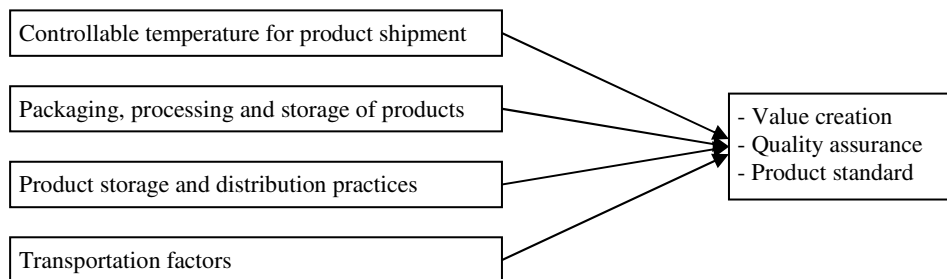 Controllable temperature for product shipment
Packaging, processing and storage of products
Product storage and distribution practices
Transportation factors
- Value creation
- Quality assurance
- Product standard